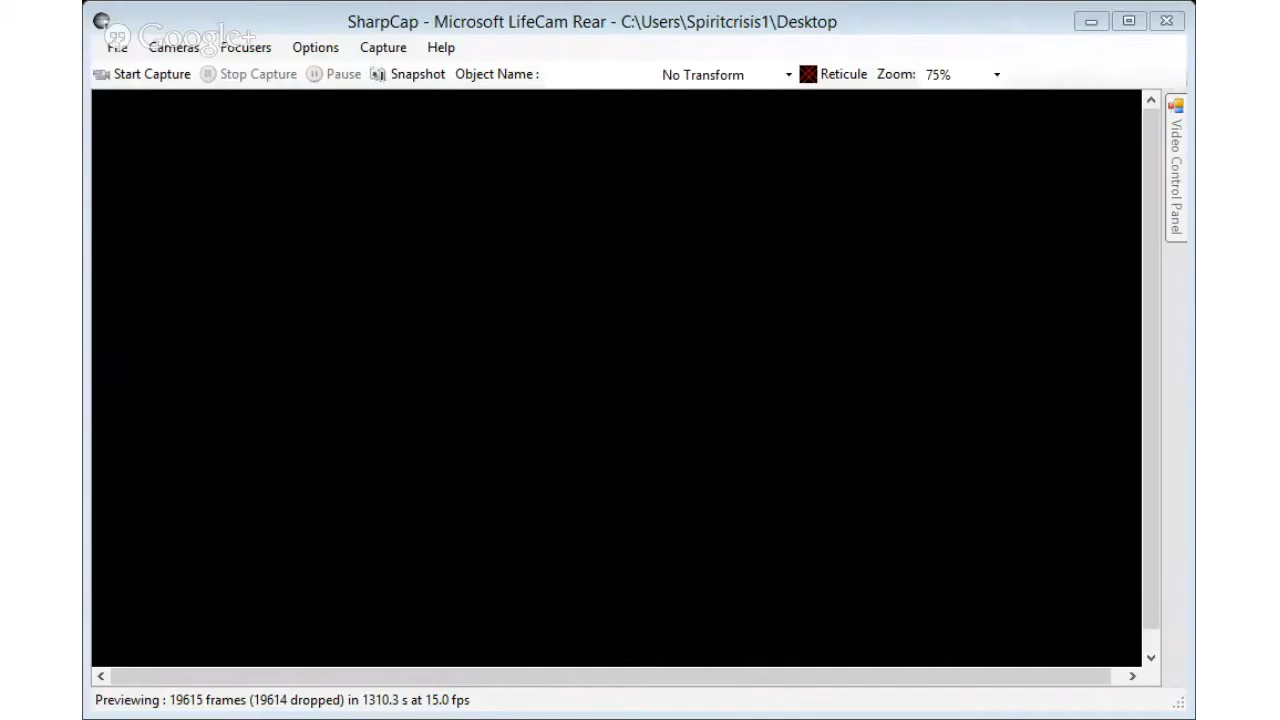 SharpCap - Microsoft LifeCam Rear - C:\Users\Spiritcrisis1\Desktop
Google+
File Cameras Focusers Options Capture Help
Start Capture Stop Capture Pause Snapshot Object Name : No Transform Reticule Zoom: 75%
Video Control Panel
Previewing : 19615 frames (19614 dropped) in 1310.3 s at 15.0 fps